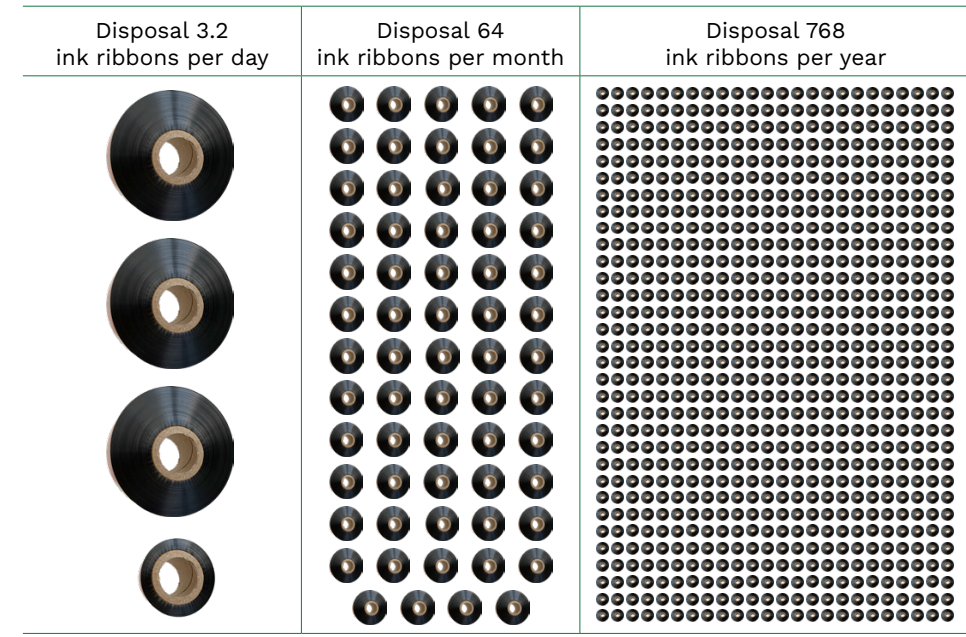 Disposal 3.2
ink ribbons per day
Disposal 64
ink ribbons per month
Disposal 768
ink ribbons per year